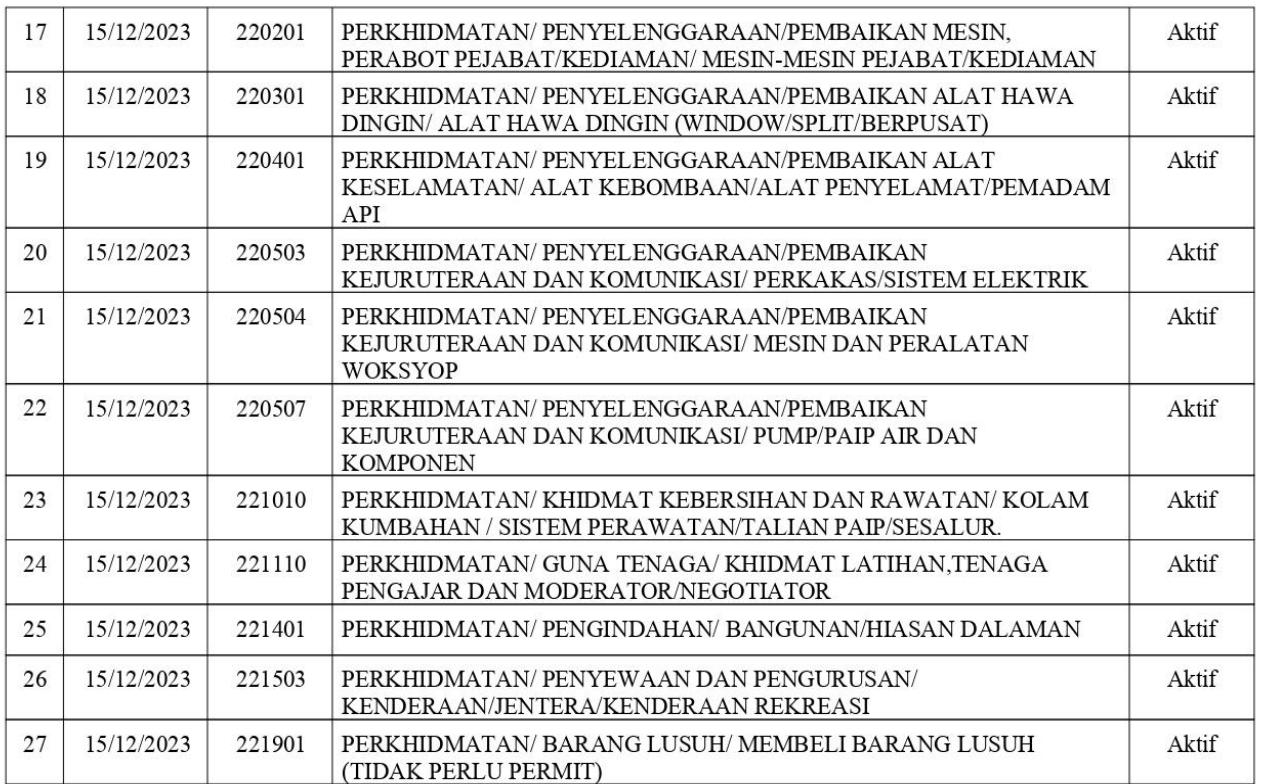 17 15/12/2023 220201 PERKHIDMATAN/ PENYELENGGARAAN/PEMBAIKAN MESIN, Aktif
PERABOT PEJABAT/KEDIAMAN/ MESIN-MESIN PEJABAT/KEDIAMAN
18 15/12/2023 220301 PERKHIDMATAN/ PENYELENGGARAAN/PEMBAIKAN ALAT HAWA Aktif
DINGIN/ ALAT HAWA DINGIN (WINDOW/SPLIT/BERPUSAT)
19 15/12/2023 220401 PERKHIDMATAN/ PENYELENGGARAAN/PEMBAIKAN ALAT Aktif
KESELAMATAN/ ALAT KEBOMBAAN/ALAT PENYELAMAT/PEMADAM
API
20 15/12/2023 220503 PERKHIDMATAN/ PENYELENGGARAAN/PEMBAIKAN Aktif
KEJURUTERAAN DAN KOMUNIKASI/ PERKAKAS/SISTEM ELEKTRIK
21 15/12/2023 220504 PERKHIDMATAN/ PENYELENGGARAAN/PEMBAIKAN Aktif
KEJURUTERAAN DAN KOMUNIKASI/ MESIN DAN PERALATAN
WOKSYOP
22 15/12/2023 220507 PERKHIDMATAN/ PENYELENGGARAAN/PEMBAIKAN Aktif
KEJURUTERAAN DAN KOMUNIKASI/ PUMP/PAIP AIR DAN
KOMPONEN
23 15/12/2023 221010 PERKHIDMATAN/ KHIDMAT KEBERSIHAN DAN RAWATAN/ KOLAM Aktif
KUMBAHAN / SISTEM PERAWATAN/TALIAN PAIP/SESALUR.
24 15/12/2023 221110 PERKHIDMATAN/ GUNA TENAGA/ KHIDMAT LATIHAN,TENAGA Aktif
PENGAJAR DAN MODERATOR/NEGOTIATOR
25 15/12/2023 221401 PERKHIDMATAN/ PENGINDAHAN/ BANGUNAN/HIASAN DALAMAN Aktif
26 15/12/2023 221503 PERKHIDMATAN/ PENYEWAAN DAN PENGURUSAN/ Aktif
KENDERAAN/JENTERA/KENDERAAN REKREASI
27 15/12/2023 221901 PERKHIDMATAN/ BARANG LUSUH/ MEMBELI BARANG LUSUH Aktif
(TIDAK PERLU PERMIT)